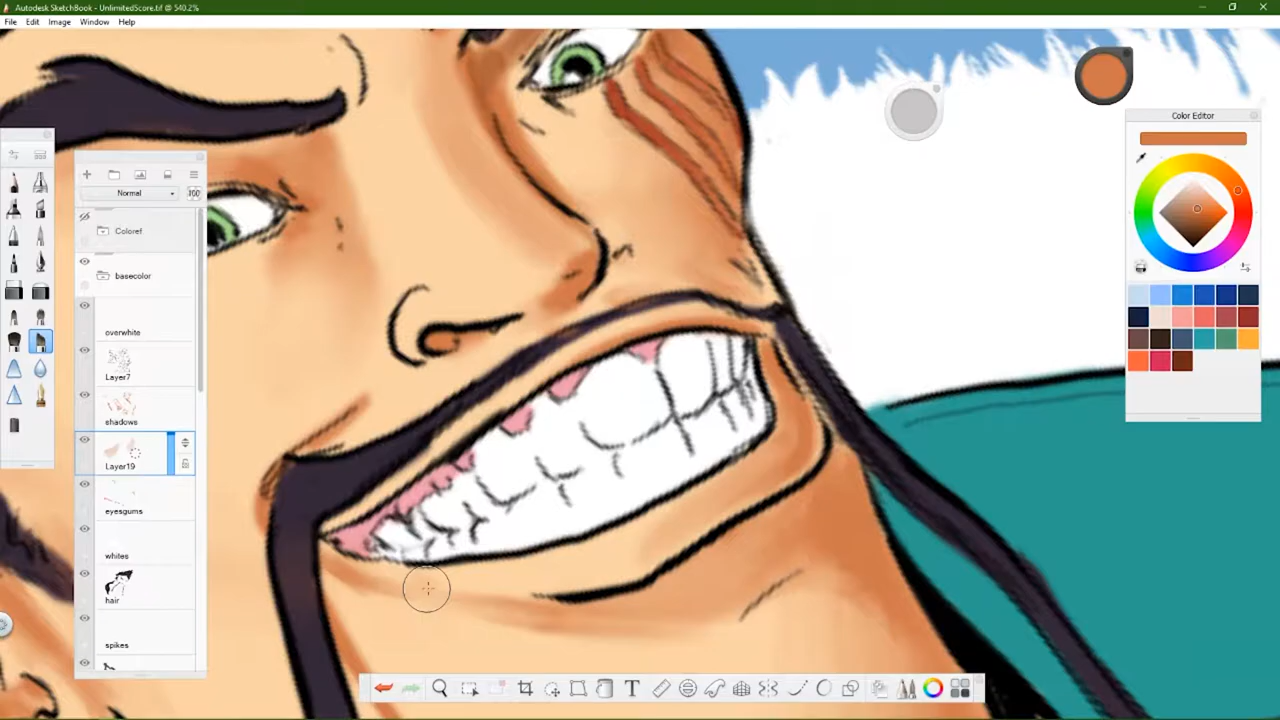 Autodesk SketchBook - UnlimitedScore.tif @ 540.2%
File Edit Image Window Help
Color Editor
Normal 100
Coloref
basecolor
overwhite
Layer7
shadows
Layer19
eyesgums
whites
hair
spikes
T